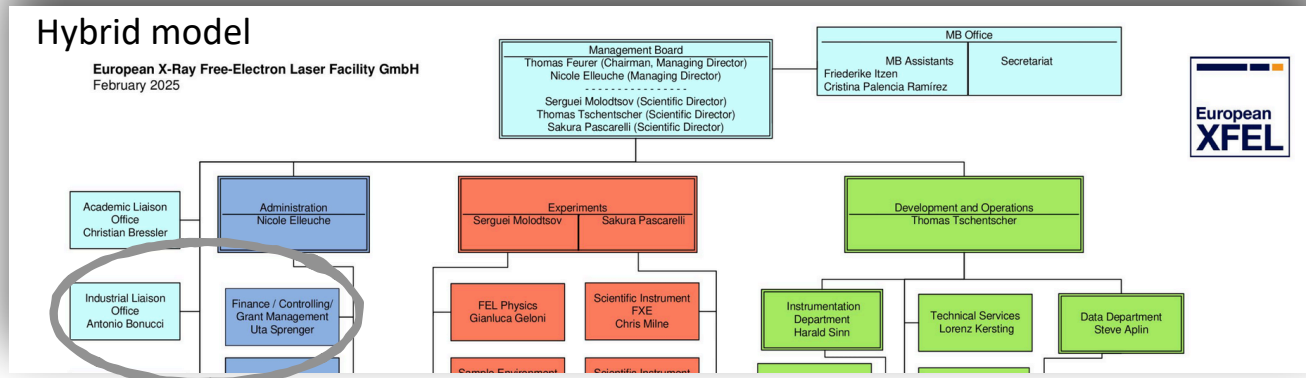 Hybrid model
European X-Ray Free-Electron Laser Facility GmbH
February 2025
Management Board
Thomas Feurer (Chairman, Managing Director)
Nicole Elleuche (Managing Director)
- - - - - - - - - - - - - - - -
Serguei Molodtsov (Scientific Director)
Thomas Tschentscher (Scientific Director)
Sakura Pascarelli (Scientific Director)
MB Office
MB Assistants
Friederike Itzen
Cristina Palencia Ramírez
Secretariat
European
XFEL
Academic Liaison
Office
Christian Bressler
Administration
Nicole Elleuche
Experiments
Serguei Molodtsov
Sakura Pascarelli
Development and Operations
Thomas Tschentscher
Industrial Liaison
Office
Antonio Bonucci
Finance / Controlling/
Grant Management
Uta Sprenger
FEL Physics
Gianluca Geloni
Scientific Instrument
FXE
Chris Milne
Instrumentation
Department
Harald Sinn
Technical Services
Lorenz Kersting
Data Department
Steve Aplin
Sample Environment
Scientific Instrument